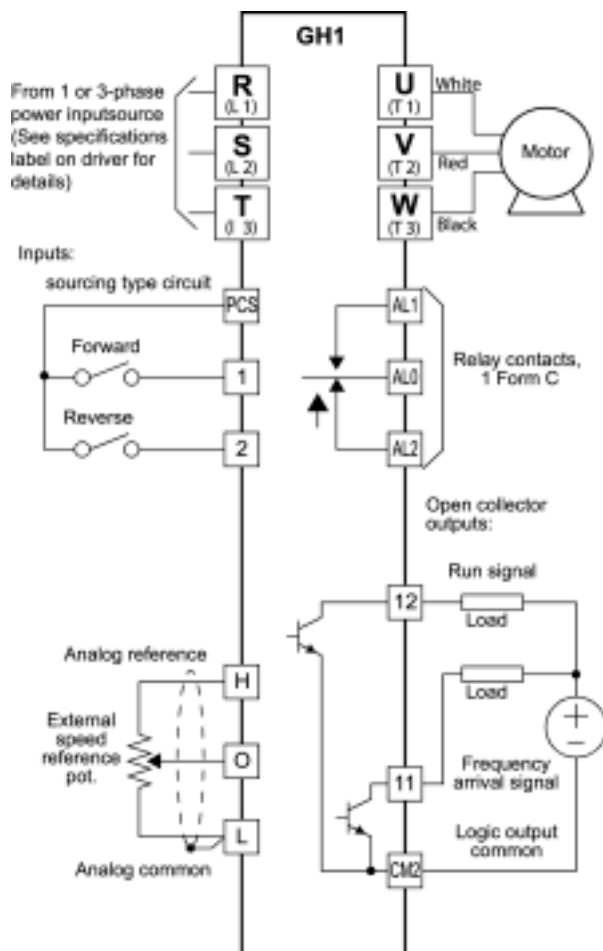 GH1
From 1 or 3-phase
power inputsource
(See specifications
label on driver for
details)
R
(L 1)
S
(L 2)
T
(I 3)
U
(T 1)
V
(T 2)
W
(T 3)
White
Red
Black
Motor
Inputs:
sourcing type circuit
PCS
Forward
1
Reverse
2
AL1
AL0
AL2
Relay contacts,
1 Form C
Open collector
outputs:
Run signal
12
Load
Load
+
−
11
Frequency
arrival signal
Logic output
common
CM2
Analog reference
H
External
speed
reference
pot.
O
L
Analog common